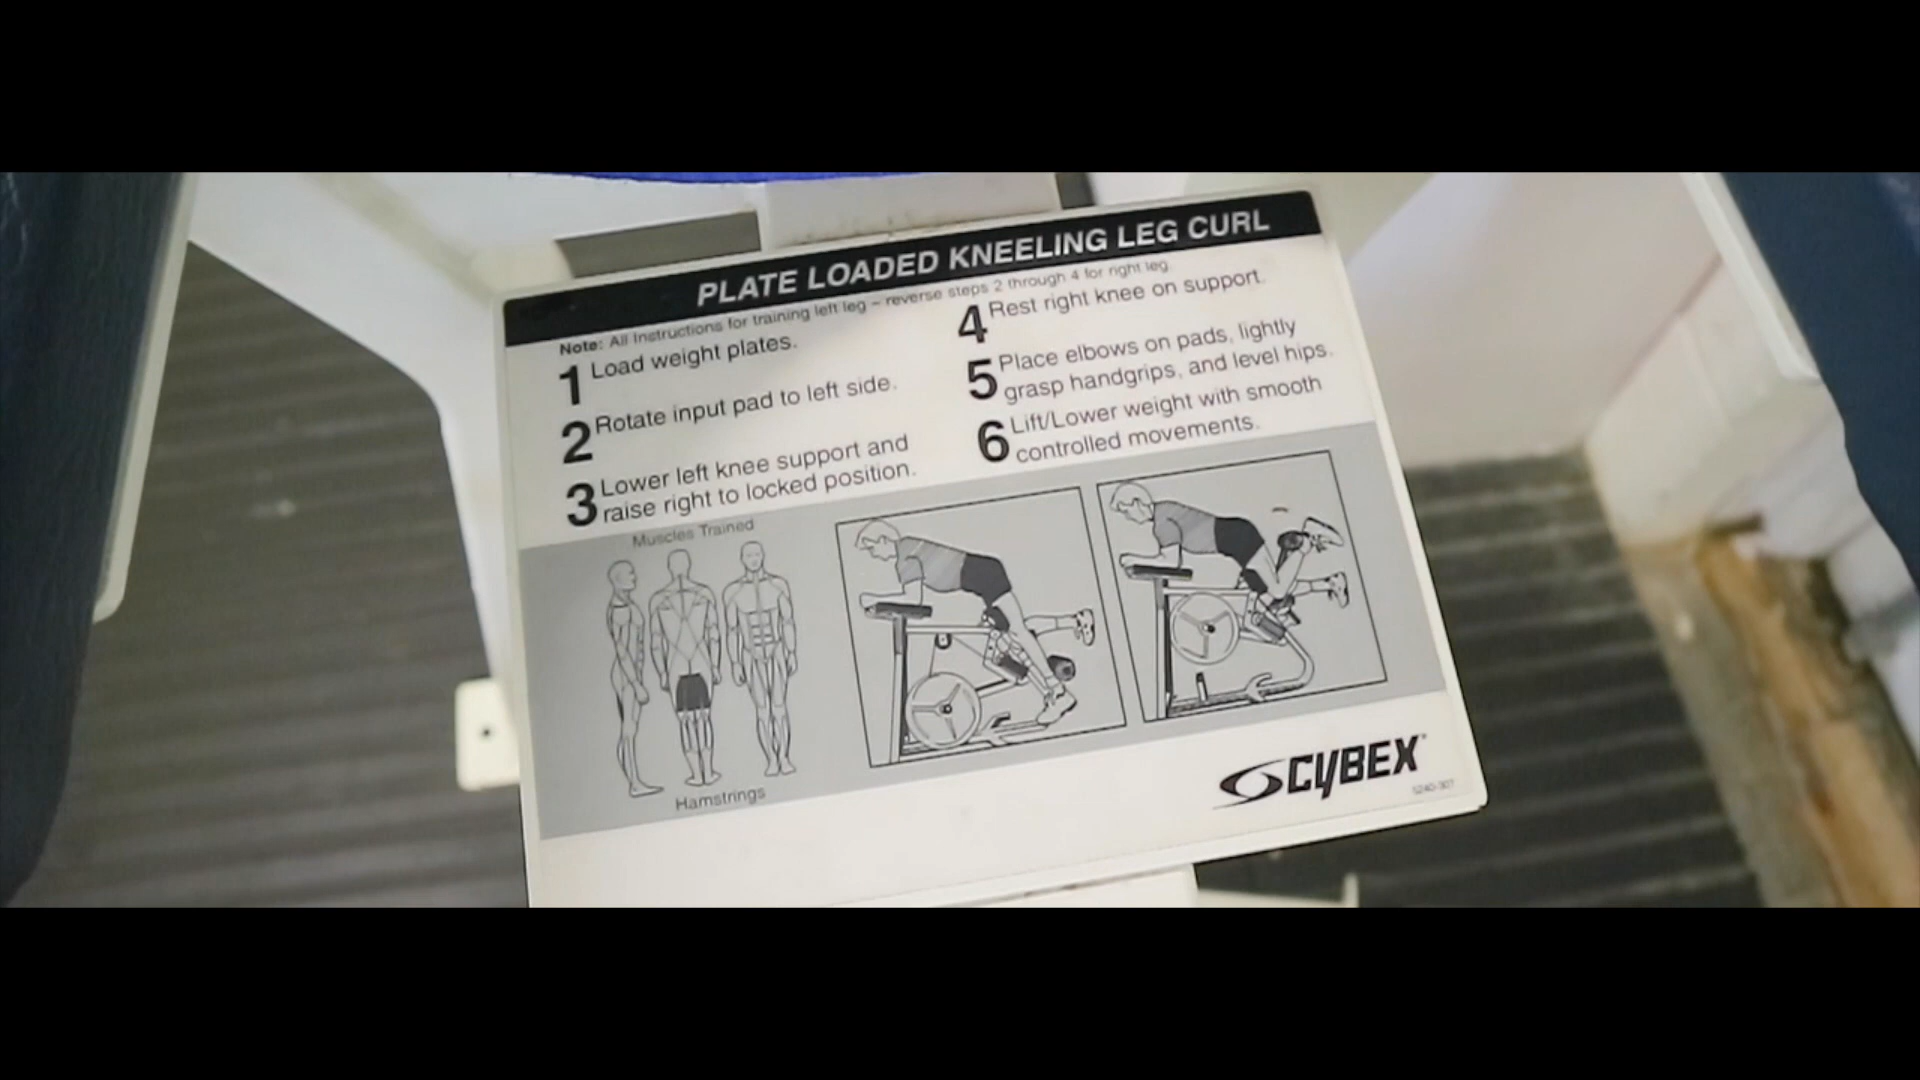 PLATE LOADED KNEELING LEG CURL
Note: All instructions for training left leg – reverse steps 2 through 4 for right leg.
1 Load weight plates.
2 Rotate input pad to left side.
3 Lower left knee support and
raise right to locked position.
4 Rest right knee on support.
5 Place elbows on pads, lightly
grasp handgrips, and level hips.
6 Lift/Lower weight with smooth
controlled movements.
Muscles Trained
Hamstrings
CYBEX